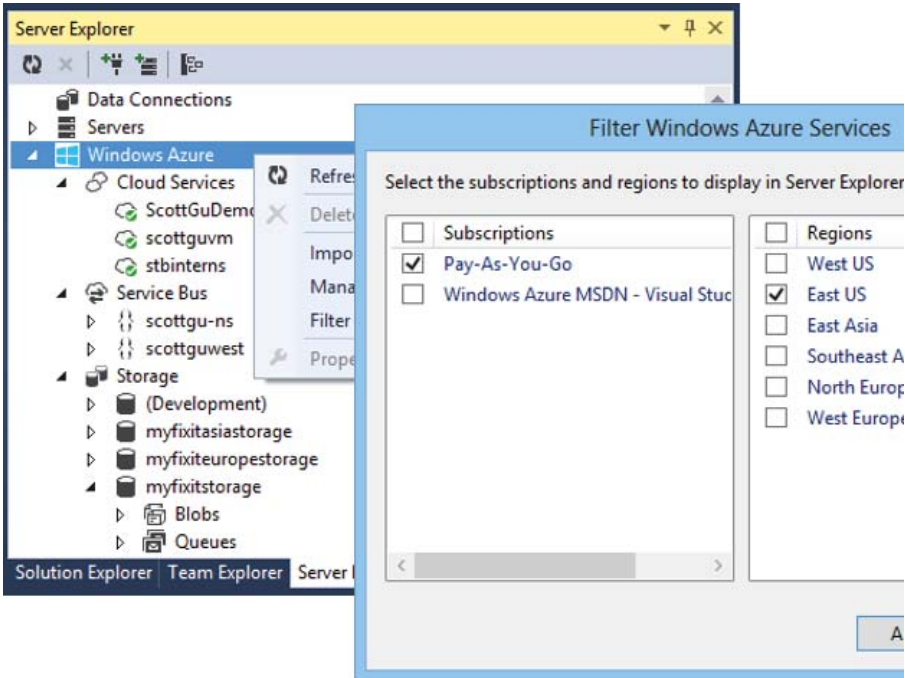 Server Explorer
Data Connections
Servers
Windows Azure
Cloud Services
ScottGuDemo
scottguvm
stbinterns
Service Bus
scottgu-ns
scottguwest
Storage
(Development)
myfixitasiastorage
myfixiteuropestorage
myfixitstorage
Blobs
Queues
Solution Explorer Team Explorer Server
Refres
Delete
Impo
Mana
Filter
Prope
Filter Windows Azure Services
Select the subscriptions and regions to display in Server Explorer
Subscriptions
Pay-As-You-Go
Windows Azure MSDN - Visual Stuc
Regions
West US
East US
East Asia
Southeast A
North Europ
West Europe
A